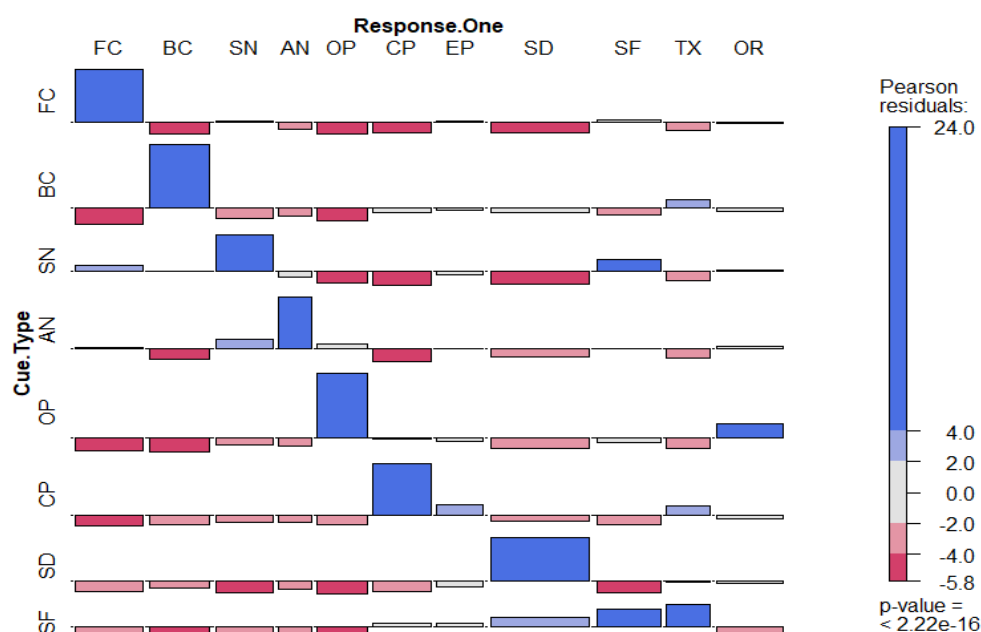 Response.One
FC BC SN AN OP CP EP SD SF TX OR
Cue.Type
FC
BC
SN
AN
OP
CP
SD
SF
Pearson
residuals:
24.0
4.0
2.0
0.0
-2.0
-4.0
-5.8
p-value =
< 2.22e-16